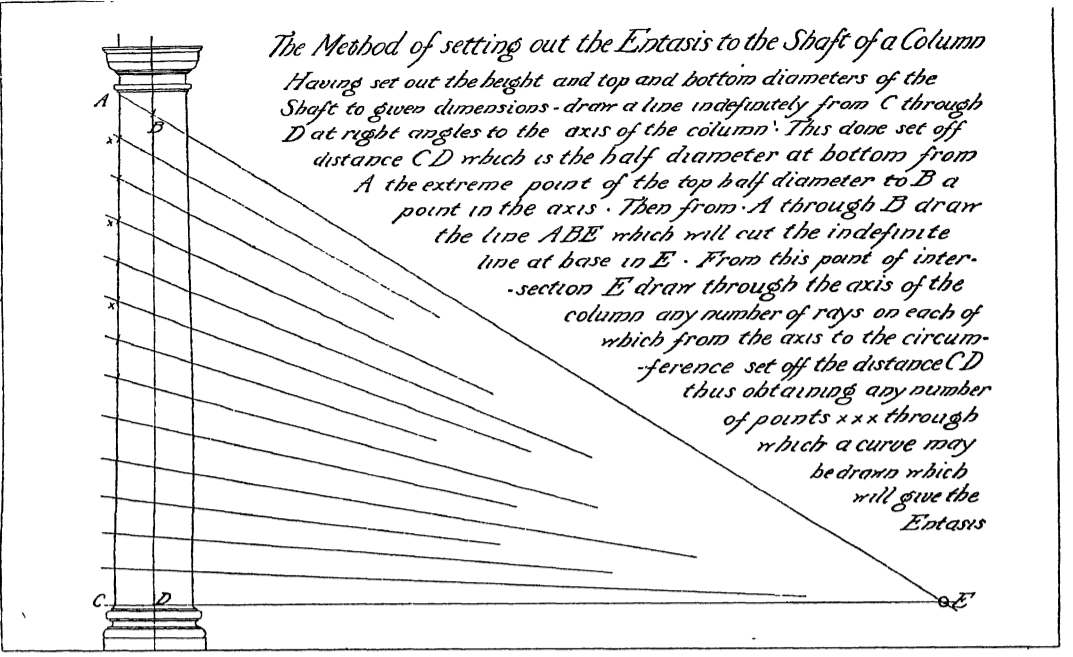 The Method of setting out the Entasis to the Shaft of a Column
Having set out the height and top and bottom diameters of the
Shaft to given dimensions - draw a line indefinitely from C through
D at right angles to the axis of the column · This done set off
distance CD which is the half diameter at bottom from
A the extreme point of the top half diameter to B a
point in the axis · Then from · A through B draw
the line ABE which will cut the indefinite
line at base in E · From this point of inter-
-section E draw through the axis of the
column any number of rays on each of
which from the axis to the circum-
-ference set off the distance CD
thus obtaining any number
of points x x x through
which a curve may
be drawn which
will give the
Entasis
A
B
x
x
x
C
D
E